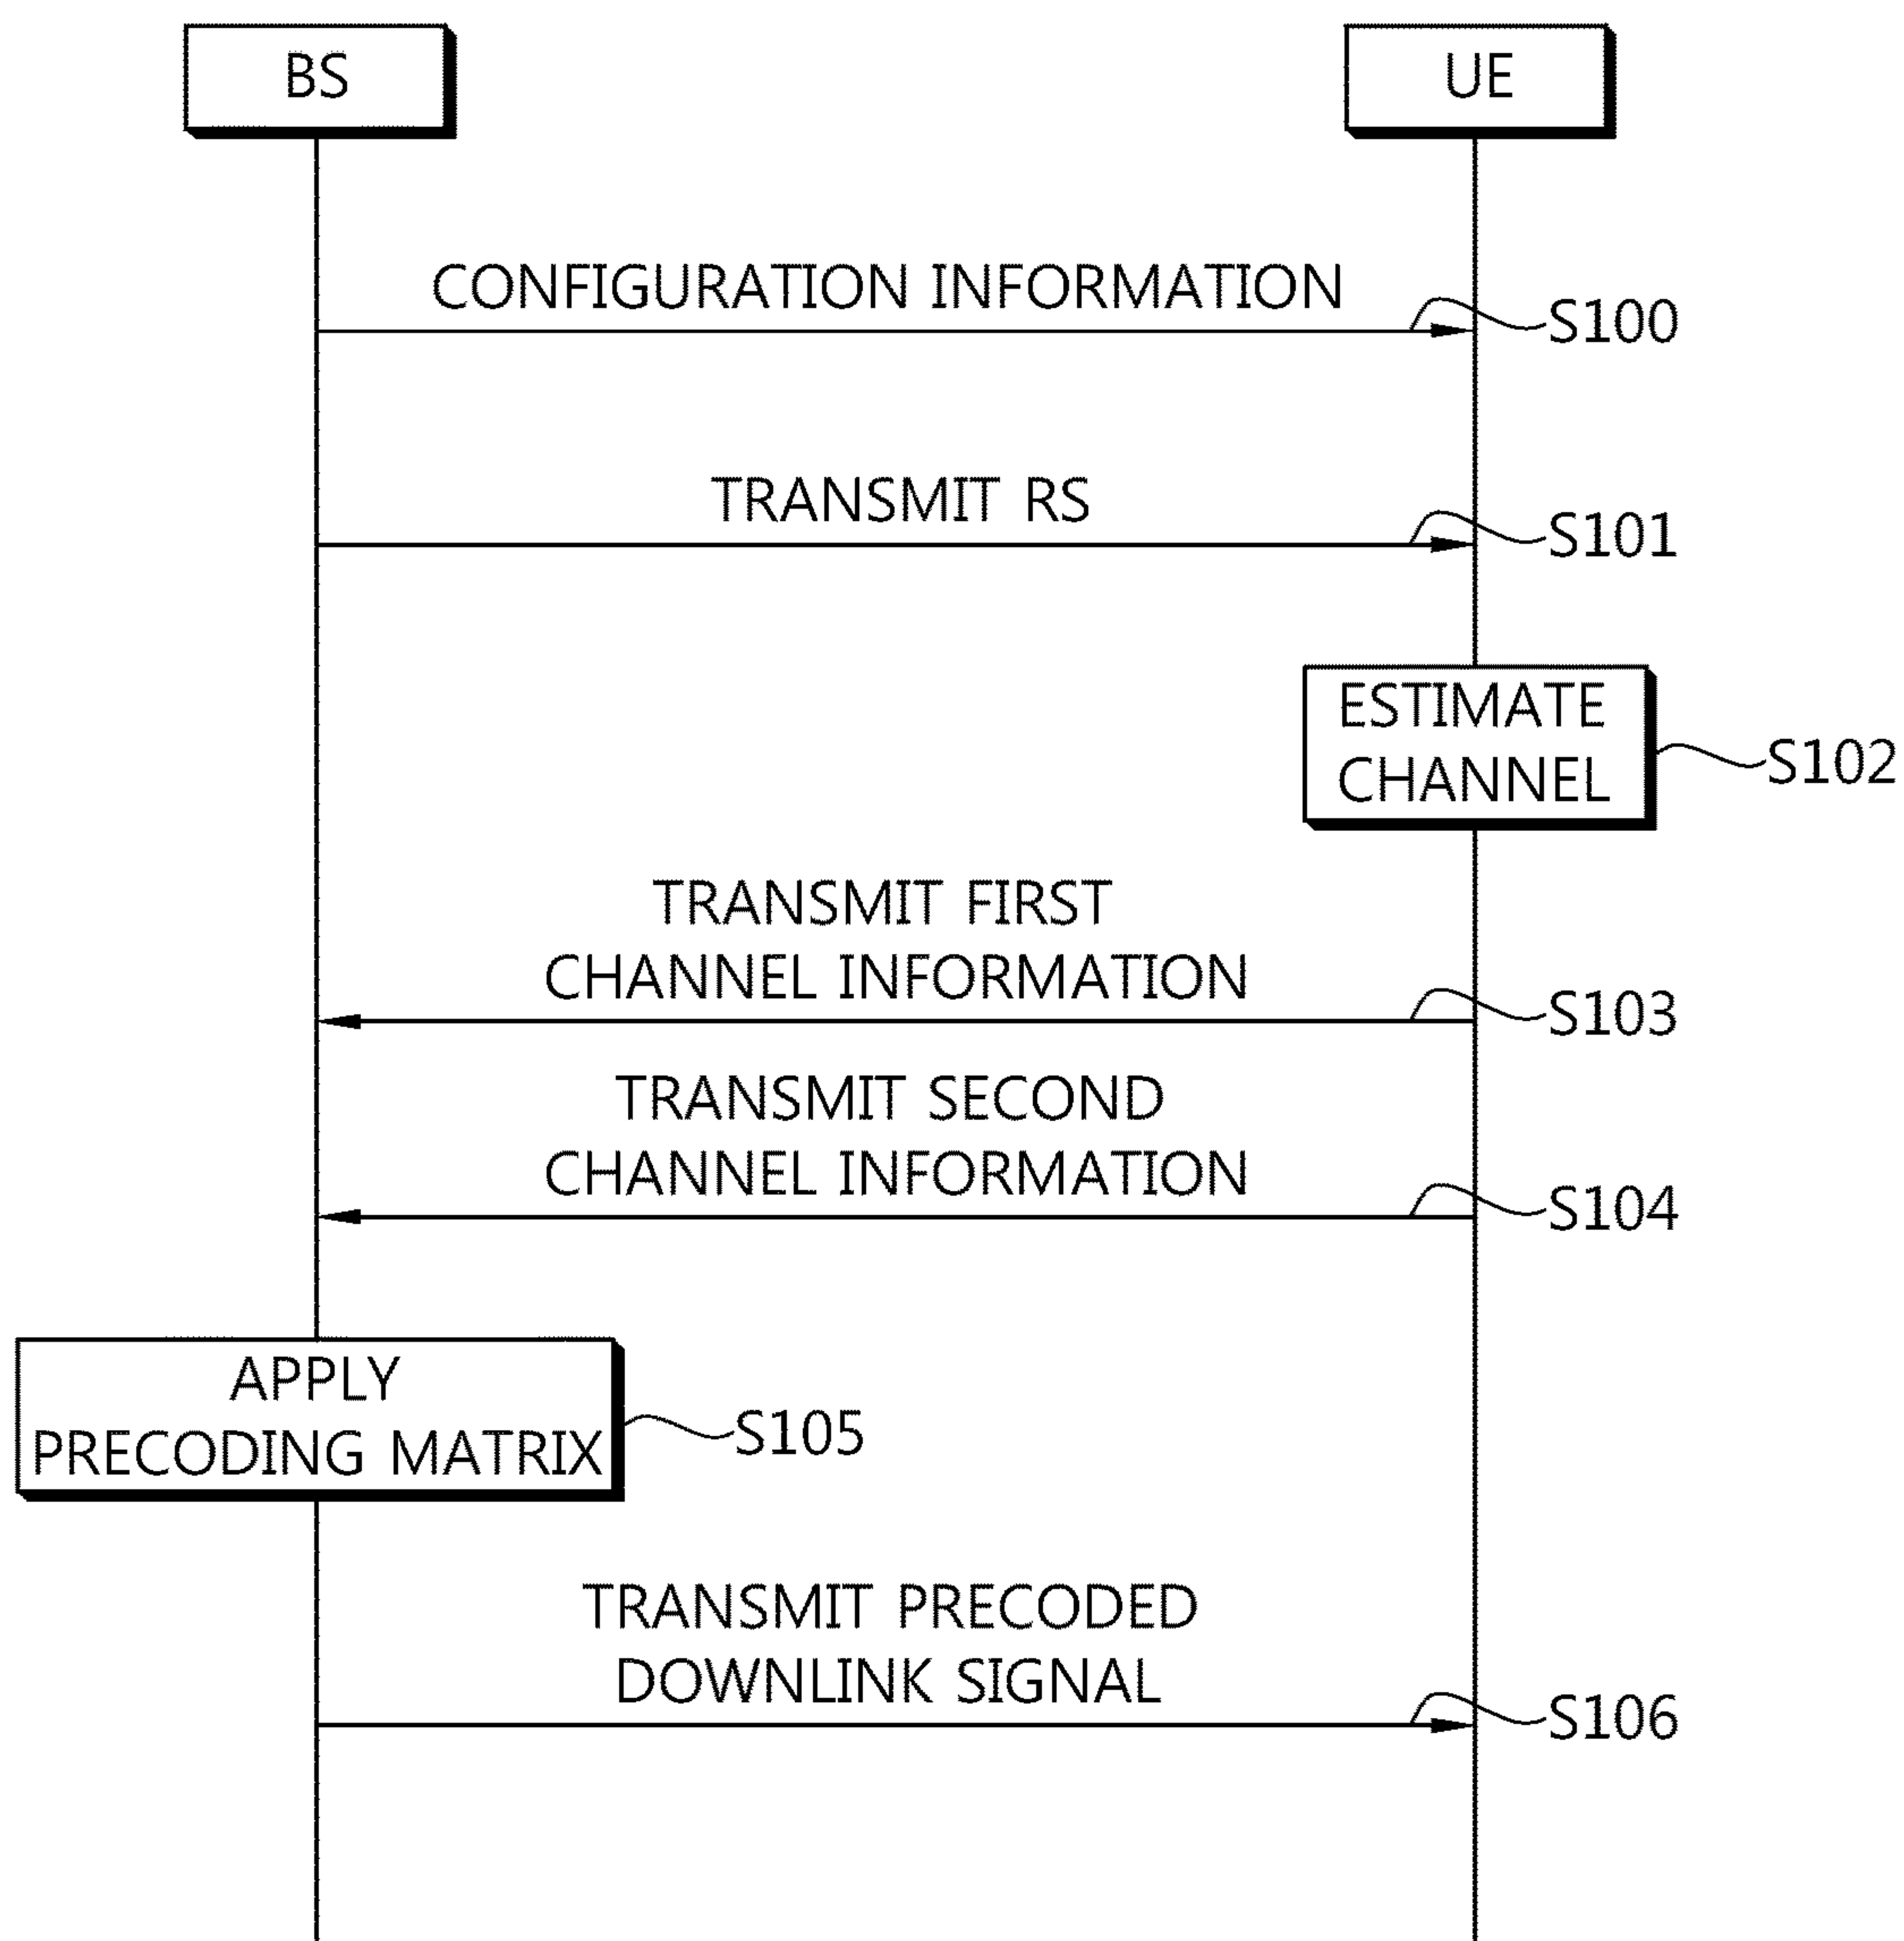 BS
UE
CONFIGURATION INFORMATION
S100
TRANSMIT RS
S101
ESTIMATE
CHANNEL
S102
TRANSMIT FIRST
CHANNEL INFORMATION
S103
TRANSMIT SECOND
CHANNEL INFORMATION
S104
APPLY
PRECODING MATRIX
S105
TRANSMIT PRECODED
DOWNLINK SIGNAL
S106